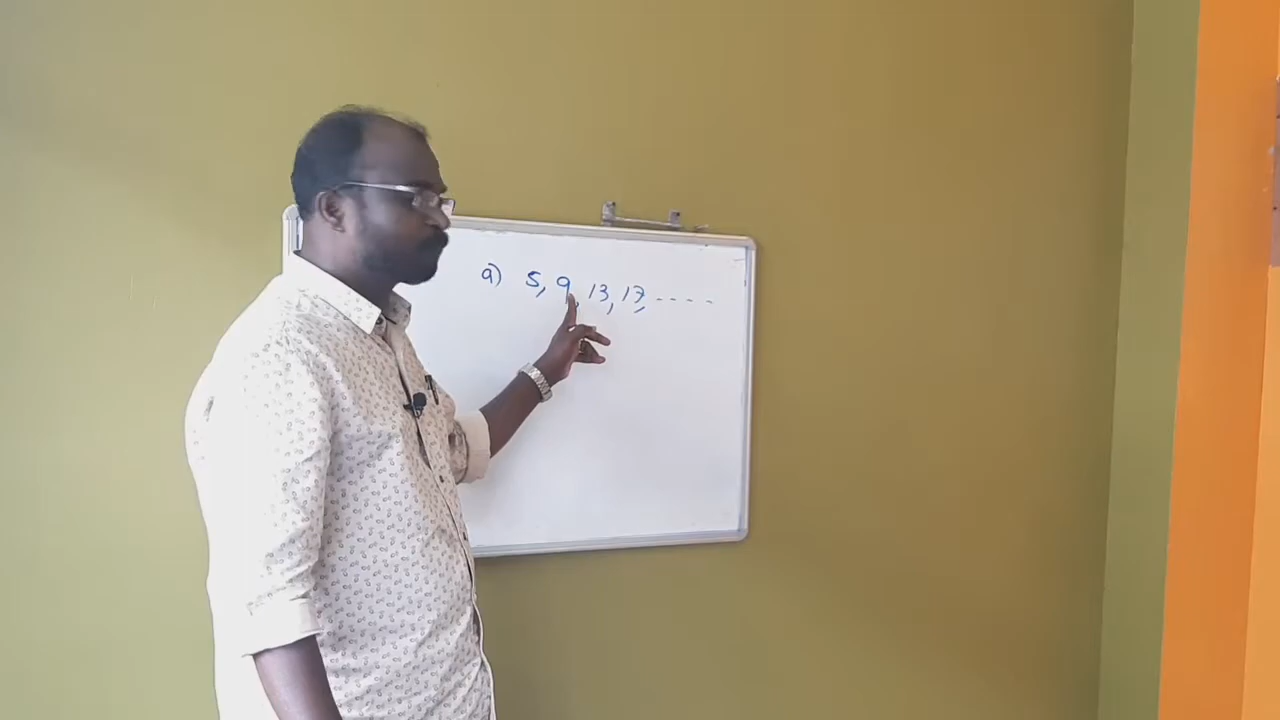 a) 5, 9, 13, 17, - - - -